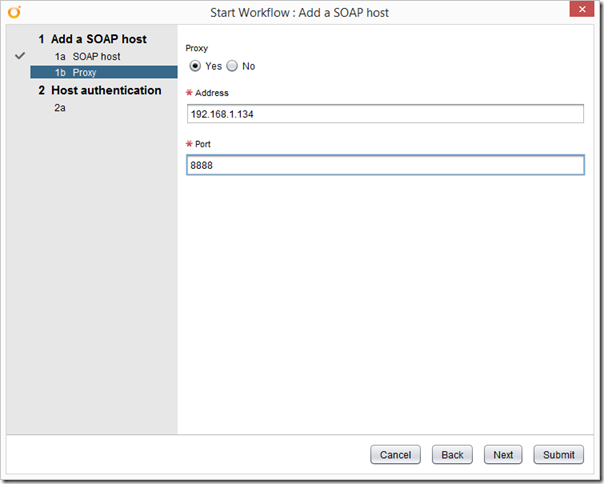 Start Workflow : Add a SOAP host
1 Add a SOAP host
1a SOAP host
1b Proxy
2 Host authentication
2a
Proxy
Yes No
* Address
192.168.1.134
* Port
8888
Cancel Back Next Submit